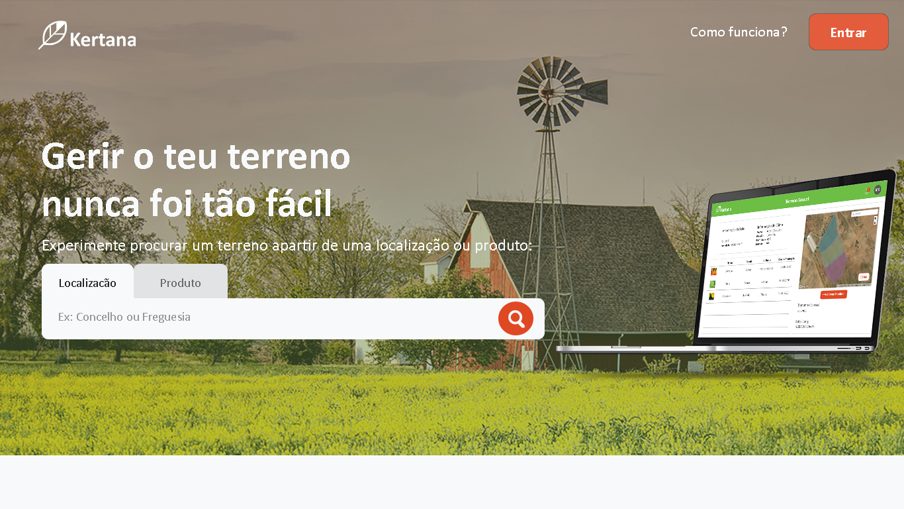 Kertana
Como funciona?
Entrar
Gerir o teu terreno
nunca foi tão fácil
Experimente procurar um terreno apartir de uma localização ou produto:
Localizacão
Produto
Ex: Concelho ou Freguesia